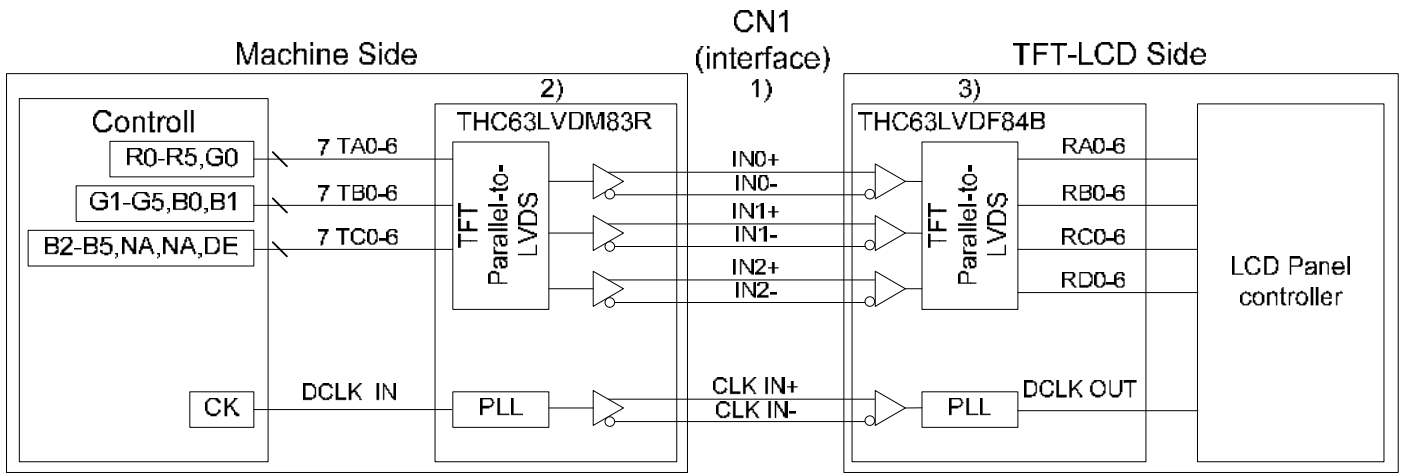 CN1
(interface)
1)
Machine Side
TFT-LCD Side
2)
3)
Controll
THC63LVDM83R
THC63LVDF84B
R0-R5,G0
7 TA0-6
G1-G5,B0,B1
7 TB0-6
B2-B5,NA,NA,DE
7 TC0-6
TFT
Parallel-to-
LVDS
IN0+
IN0-
IN1+
IN1-
IN2+
IN2-
TFT
Parallel-to-
LVDS
RA0-6
RB0-6
RC0-6
RD0-6
LCD Panel
controller
CK
DCLK IN
PLL
CLK IN+
CLK IN-
PLL
DCLK OUT